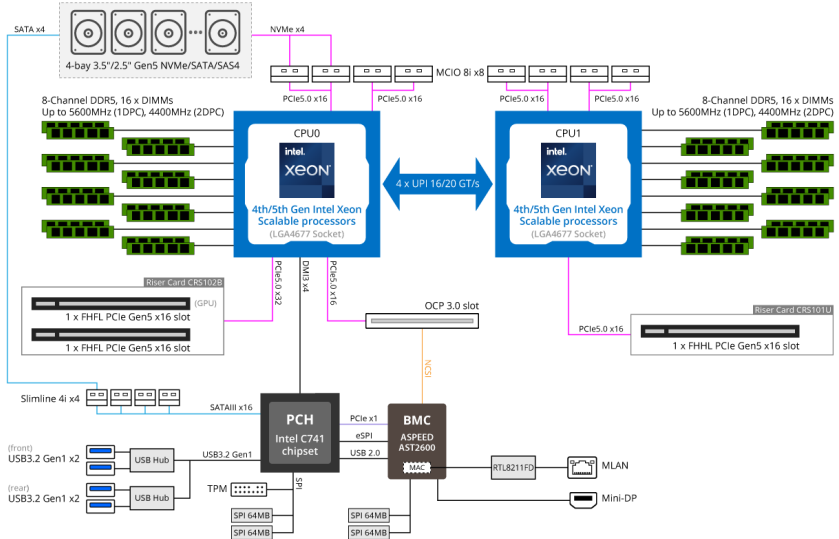 SATA x4
NVMe x4
4-bay 3.5"/2.5" Gen5 NVMe/SATA/SAS4
MCIO 8i x8
PCIe5.0 x16
PCIe5.0 x16
PCIe5.0 x16
PCIe5.0 x16
8-Channel DDR5, 16 x DIMMs
Up to 5600MHz (1DPC), 4400MHz (2DPC)
8-Channel DDR5, 16 x DIMMs
Up to 5600MHz (1DPC), 4400MHz (2DPC)
CPU0
intel.
XEON
4th/5th Gen Intel Xeon
Scalable processors
(LGA4677 Socket)
4 x UPI 16/20 GT/s
CPU1
intel.
XEON
4th/5th Gen Intel Xeon
Scalable processors
(LGA4677 Socket)
PCIe5.0 x32
DMI3 x4
PCIe5.0 x16
Riser Card CRS102B
(GPU)
1 x FHFL PCIe Gen5 x16 slot
1 x FHFL PCIe Gen5 x16 slot
OCP 3.0 slot
NCSI
PCIe5.0 x16
Riser Card CRS101U
1 x FHHL PCIe Gen5 x16 slot
Slimline 4i x4
SATAIII x16
PCH
Intel C741
chipset
PCIe x1
eSPI
USB 2.0
BMC
ASPEED
AST2600
MAC
RTL8211FD
MLAN
Mini-DP
(front)
USB3.2 Gen1 x2
USB Hub
USB3.2 Gen1
(rear)
USB3.2 Gen1 x2
USB Hub
TPM
SPI
SPI 64MB
SPI 64MB
SPI 64MB
SPI 64MB